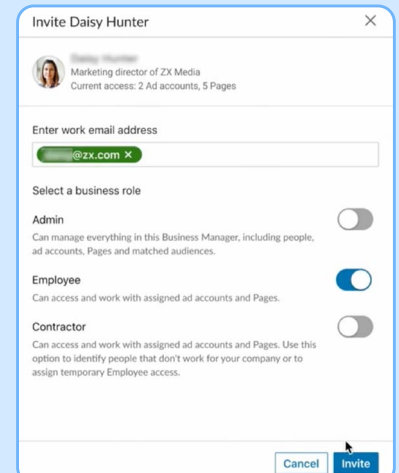 Invite Daisy Hunter
Marketing director of ZX Media
Current access: 2 Ad accounts, 5 Pages
Enter work email address
@zx.com ×
Select a business role
Admin
Can manage everything in this Business Manager, including people,
ad accounts, Pages and matched audiences.
Employee
Can access and work with assigned ad accounts and Pages.
Contractor
Can access and work with assigned ad accounts and Pages. Use this
option to identify people that don't work for your company or to
assign temporary Employee access.
Cancel Invite